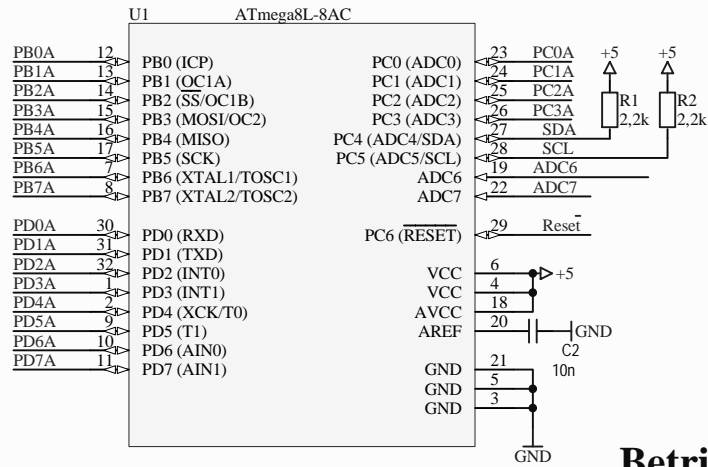 U1 ATmega8L-8AC
PB0A 12 PB0 (ICP) PC0 (ADC0) 23 PC0A +5 +5
PB1A 13 PB1 (OC1A) PC1 (ADC1) 24 PC1A
PB2A 14 PB2 (SS/OC1B) PC2 (ADC2) 25 PC2A R1 R2
PB3A 15 PB3 (MOSI/OC2) PC3 (ADC3) 26 PC3A 2,2k 2,2k
PB4A 16 PB4 (MISO) PC4 (ADC4/SDA) 27 SDA
PB5A 17 PB5 (SCK) PC5 (ADC5/SCL) 28 SCL
PB6A 7 PB6 (XTAL1/TOSC1) ADC6 19 ADC6
PB7A 8 PB7 (XTAL2/TOSC2) ADC7 22 ADC7
PD0A 30 PD0 (RXD) PC6 (RESET) 29 Reset
PD1A 31 PD1 (TXD)
PD2A 32 PD2 (INT0) VCC 6 +5
PD3A 1 PD3 (INT1) VCC 4
PD4A 2 PD4 (XCK/T0) AVCC 18
PD5A 9 PD5 (T1) AREF 20 GND
PD6A 10 PD6 (AIN0) C2
PD7A 11 PD7 (AIN1) GND 21 10n
GND 5
GND 3
GND
Betri